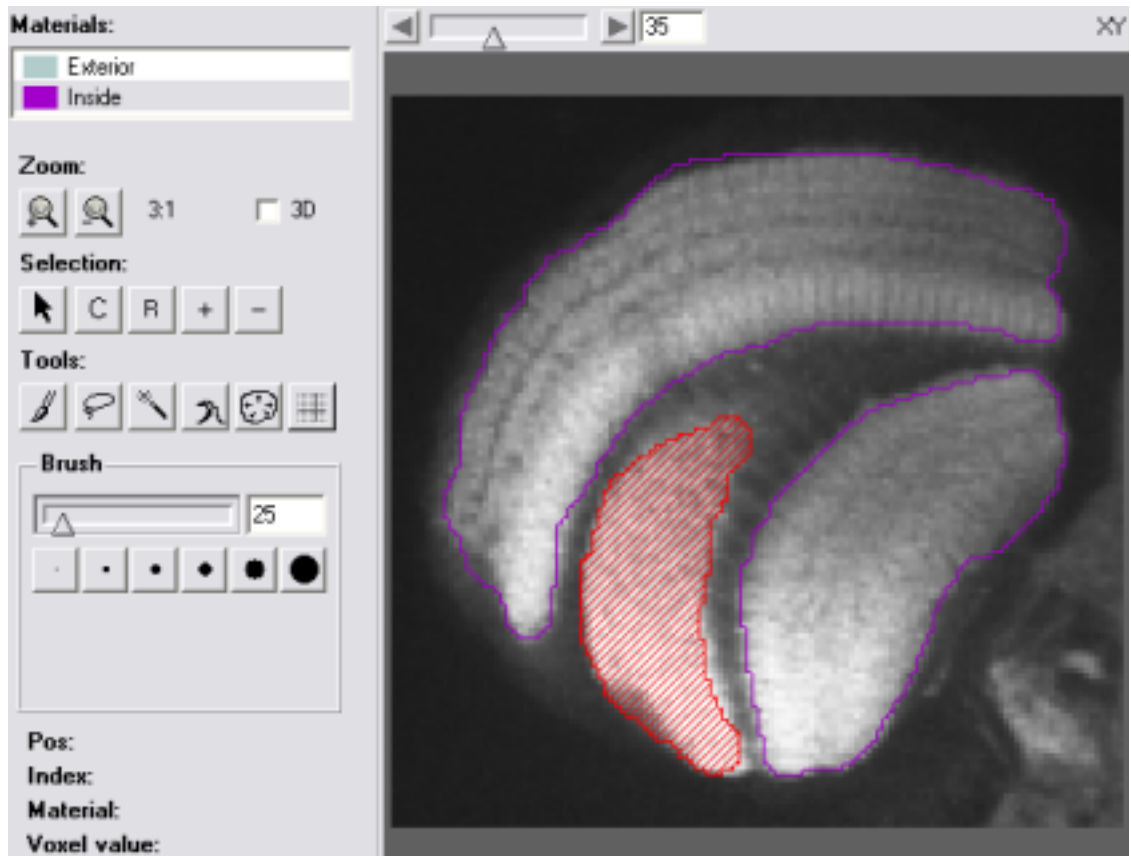 Materials:
Exterior
Inside
Zoom:
3:1 3D
Selection:
C R + -
Tools:
Brush
25
Pos:
Index:
Material:
Voxel value:
35
XY